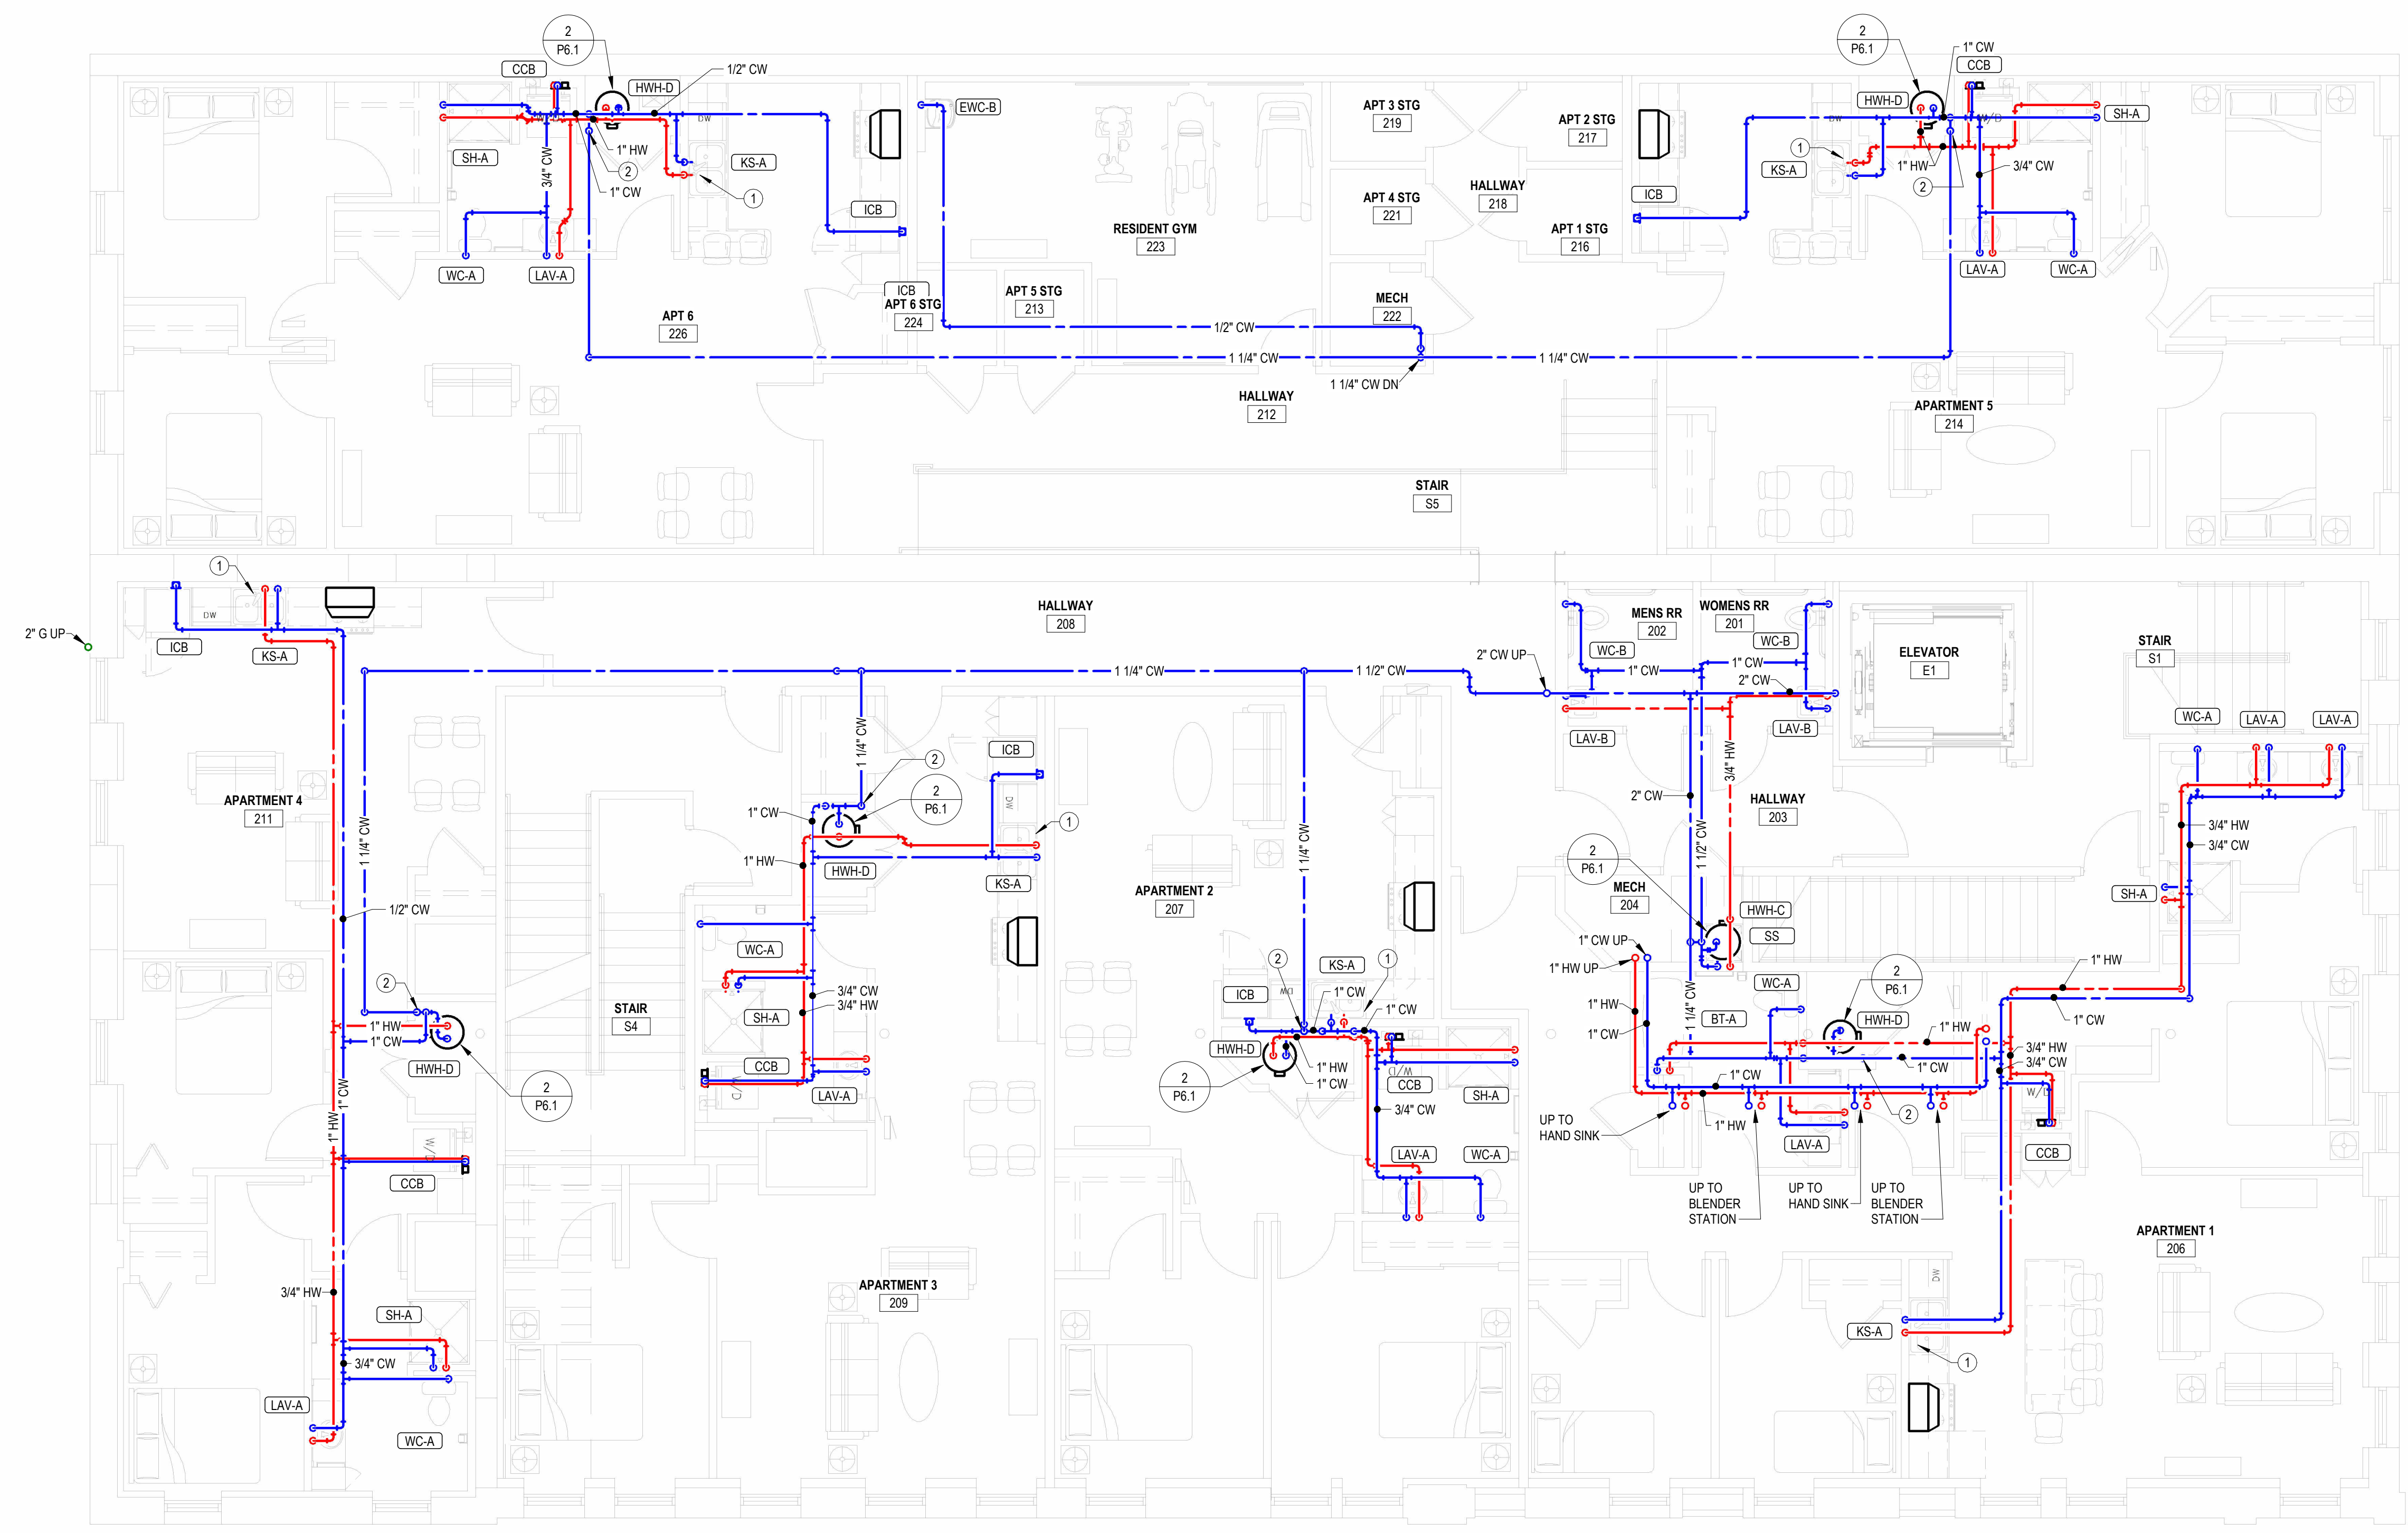 2
P6.1
CCB
HWH-D
1/2" CW
W/D
DW
SH-A
3/4" CW
1" HW
2
1" CW
KS-A
1
ICB
WC-A
LAV-A
EWC-B
RESIDENT GYM
223
APT 3 STG
219
APT 2 STG
217
APT 4 STG
221
HALLWAY
218
APT 1 STG
216
ICB
APT 6 STG
224
APT 5 STG
213
MECH
222
APT 6
226
1/2" CW
1 1/4" CW
1 1/4" CW
1 1/4" CW DN
HALLWAY
212
STAIR
S5
2
P6.1
1" CW
CCB
HWH-D
SH-A
DW
W/D
1
KS-A
1" HW
2
3/4" CW
ICB
LAV-A
WC-A
APARTMENT 5
214
2" G UP
1
DW
ICB
KS-A
APARTMENT 4
211
1 1/4" CW
1/2" CW
2
1" HW
1" CW
HWH-D
2
P6.1
1" CW
1" HW
W/D
CCB
3/4" HW
SH-A
3/4" CW
LAV-A
WC-A
HALLWAY
208
1 1/4" CW
1 1/2" CW
1 1/4" CW
2
2
P6.1
ICB
DW
1
1" CW
1" HW
HWH-D
KS-A
WC-A
3/4" CW
3/4" HW
SH-A
STAIR
S4
CCB
W/D
LAV-A
APARTMENT 3
209
APARTMENT 2
207
1 1/4" CW
2
KS-A
1
ICB
DW
1" CW
1" CW
HWH-D
2
P6.1
1" HW
1" CW
W/D
CCB
SH-A
3/4" CW
LAV-A
WC-A
2" CW UP
MENS RR
202
WOMENS RR
201
WC-B
WC-B
1" CW
1" CW
2" CW
LAV-B
LAV-B
ELEVATOR
E1
STAIR
S1
3/4" HW
2" CW
HALLWAY
203
1 1/2" CW
2
P6.1
MECH
204
HWH-C
SS
1" CW UP
1" HW UP
1" HW
1" CW
1 1/4" CW
WC-A
BT-A
2
P6.1
HWH-D
1" HW
1" CW
1" CW
2
1" HW
LAV-A
UP TO
HAND SINK
UP TO
BLENDER
STATION
UP TO
HAND SINK
UP TO
BLENDER
STATION
WC-A
LAV-A
LAV-A
3/4" HW
3/4" CW
SH-A
1" HW
1" CW
3/4" HW
3/4" CW
W/D
CCB
APARTMENT 1
206
DW
KS-A
1